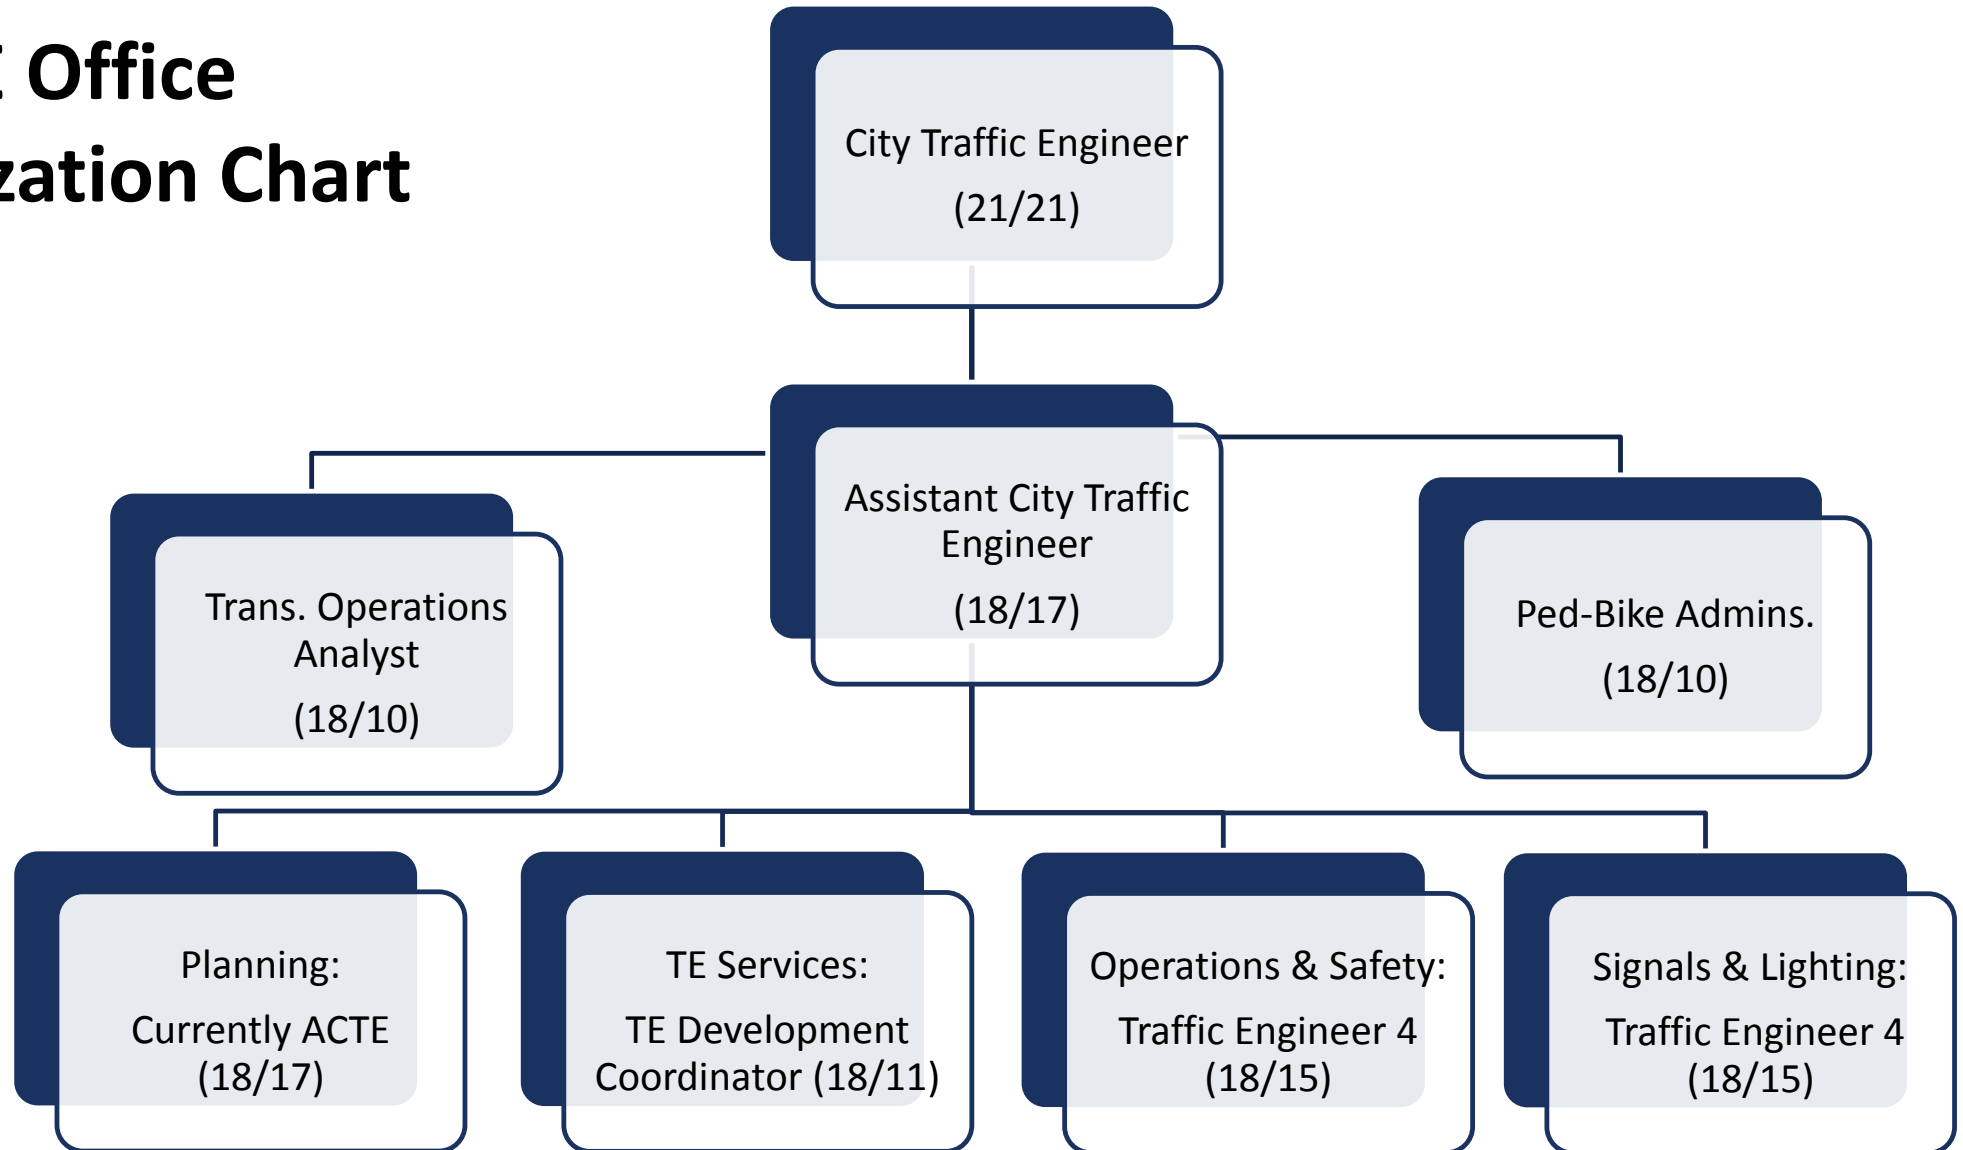 Office
zation Chart
City Traffic Engineer
(21/21)
Assistant City Traffic
Engineer
(18/17)
Trans. Operations
Analyst
(18/10)
Ped-Bike Admins.
(18/10)
Planning:
Currently ACTE
(18/17)
TE Services:
TE Development
Coordinator (18/11)
Operations & Safety:
Traffic Engineer 4
(18/15)
Signals & Lighting:
Traffic Engineer 4
(18/15)